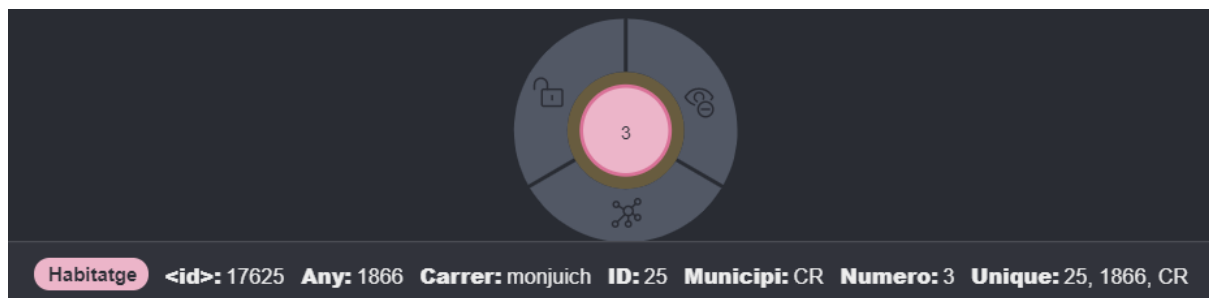 3
Habitatge <id>: 17625 Any: 1866 Carrer: monjuich ID: 25 Municipi: CR Numero: 3 Unique: 25, 1866, CR